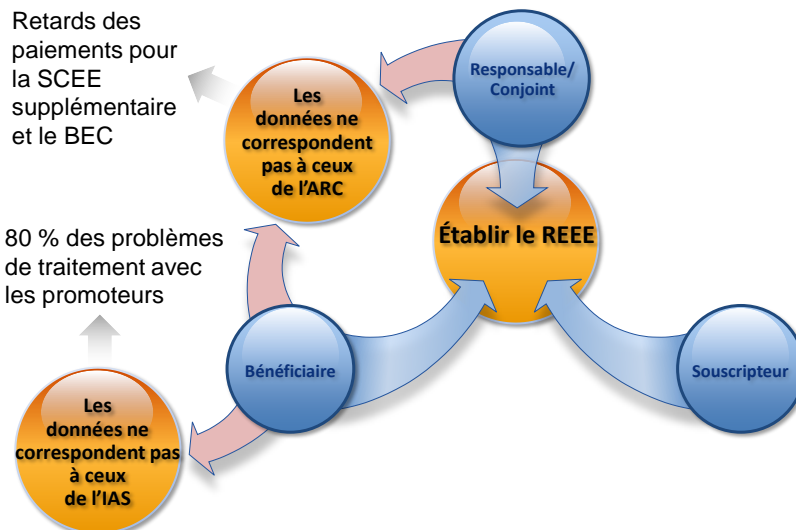 Retards des
paiements pour
la SCEE
supplémentaire
et le BEC
Les
données ne
correspondent
pas à ceux
de l'ARC
Responsable/
Conjoint
Établir le REEE
80 % des problèmes
de traitement avec
les promoteurs
Bénéficiaire
Souscripteur
Les
données ne
correspondent pas
à ceux
de l'IAS